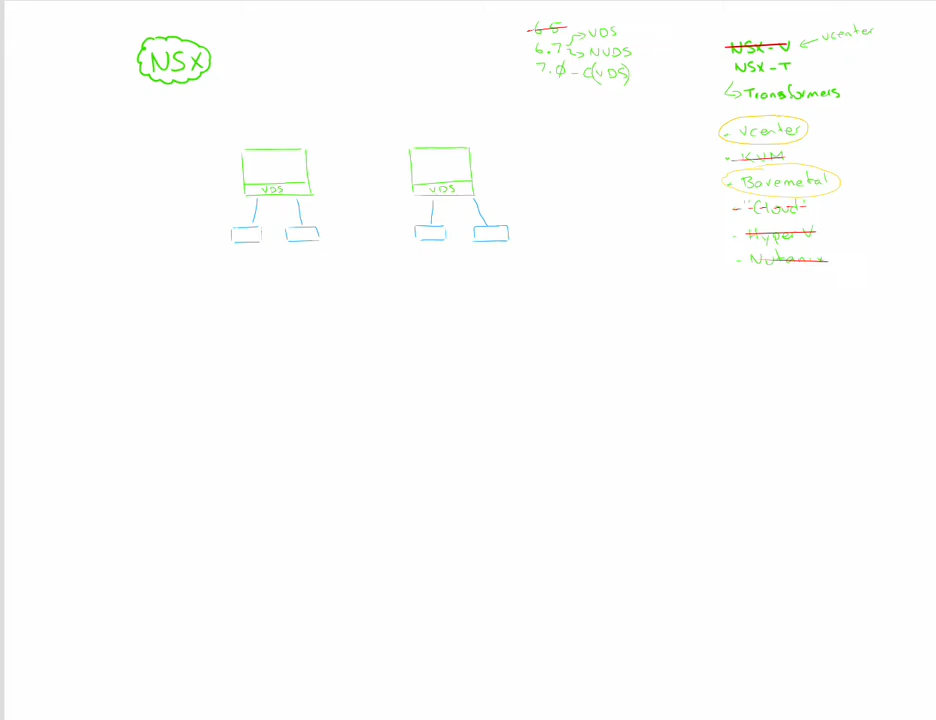 NSX
6.5
VDS
6.7
NVDS
7.0 - C(VDS)
NSX-V
vcenter
NSX-T
Transformers
- vcenter
- KVM
- Baremetal
- "Cloud"
- Hyper V
- Nutanix
VDS
VDS